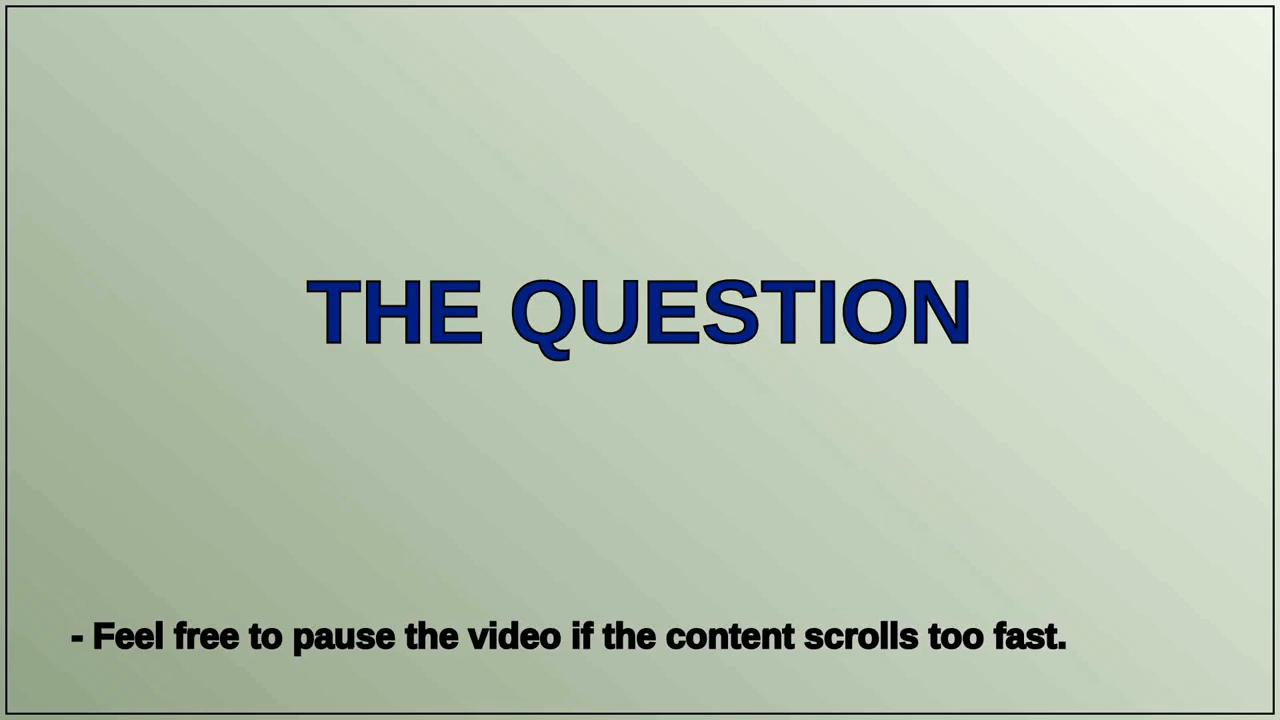 THE QUESTION
- Feel free to pause the video if the content scrolls too fast.